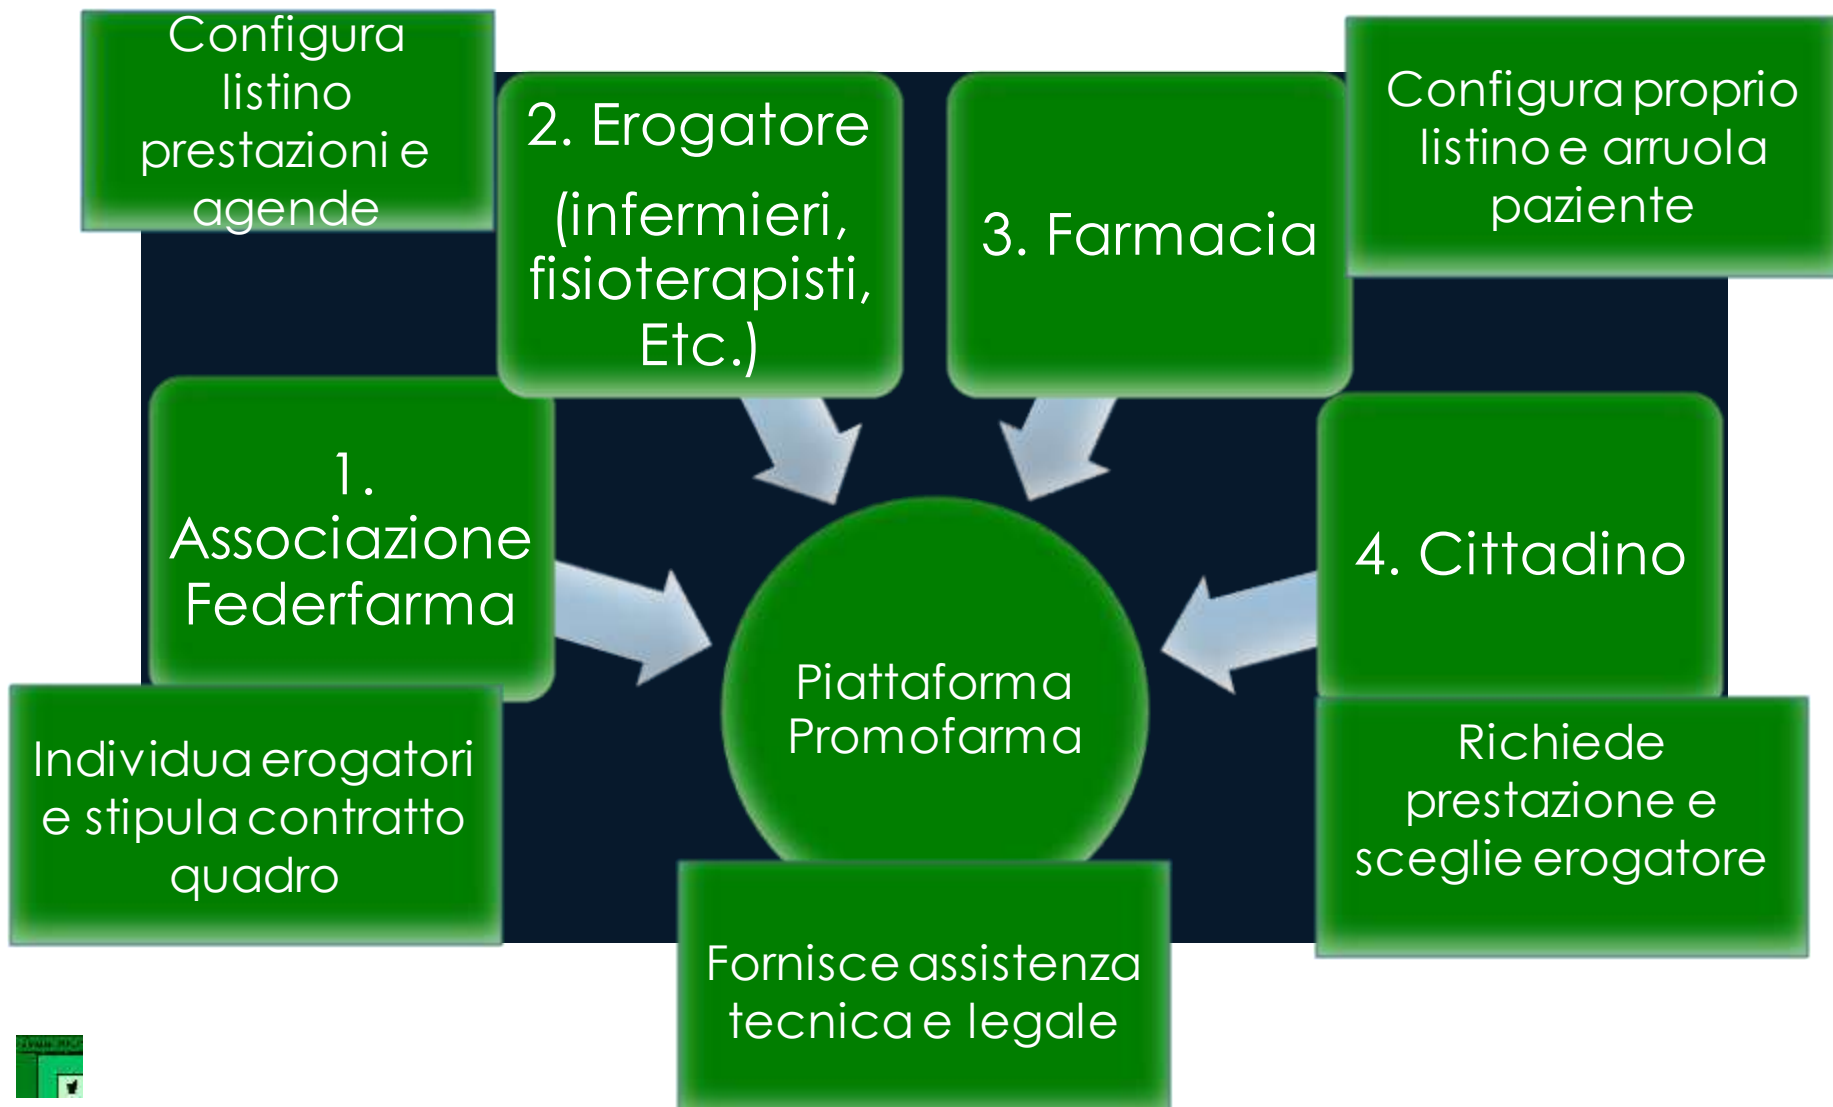 Configura
listino
prestazioni e
agende
2. Erogatore
(infermieri,
fisioterapisti,
Etc.)
3. Farmacia
Configura proprio
listino e arruola
paziente
1.
Associazione
Federfarma
Individua erogatori
e stipula contratto
quadro
4. Cittadino
Richiede
prestazione e
sceglie erogatore
Piattaforma
Promofarma
Fornisce assistenza
tecnica e legale